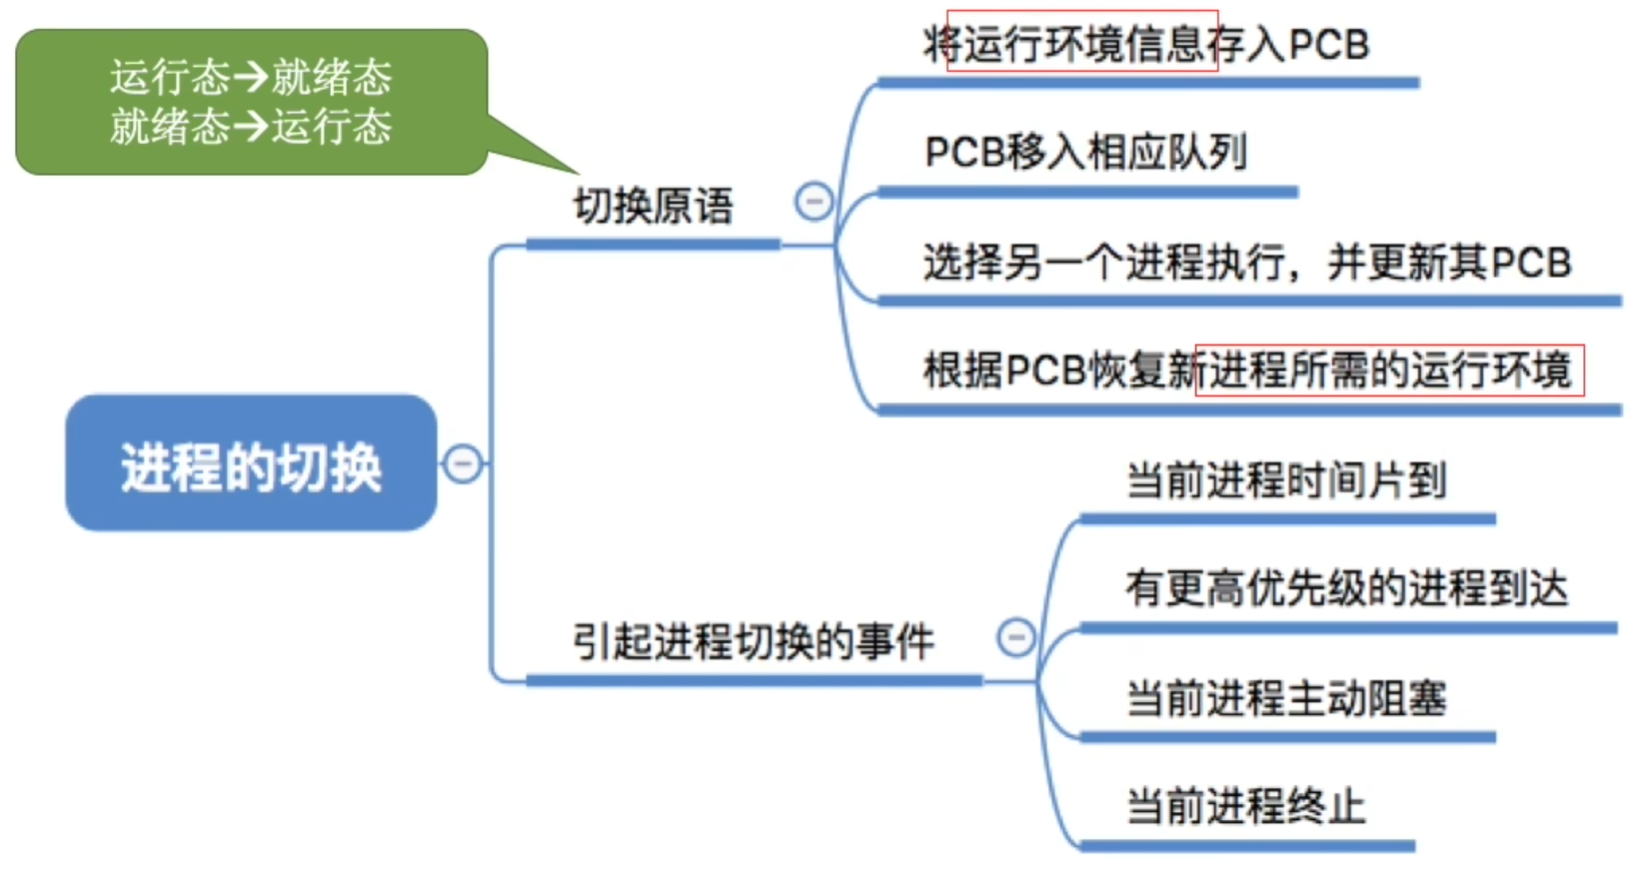 运行态→就绪态
就绪态→运行态
将运行环境信息存入PCB
PCB移入相应队列
切换原语
选择另一个进程执行，并更新其PCB
根据PCB恢复新进程所需的运行环境
进程的切换
当前进程时间片到
有更高优先级的进程到达
引起进程切换的事件
当前进程主动阻塞
当前进程终止